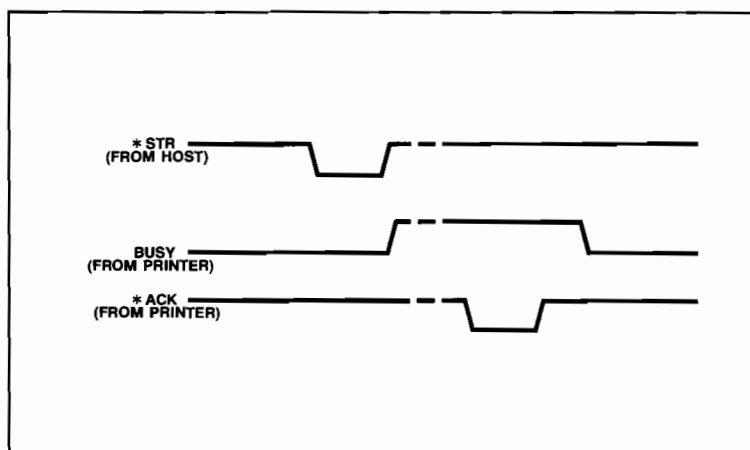 * STR
(FROM HOST)
BUSY
(FROM PRINTER)
* ACK
(FROM PRINTER)